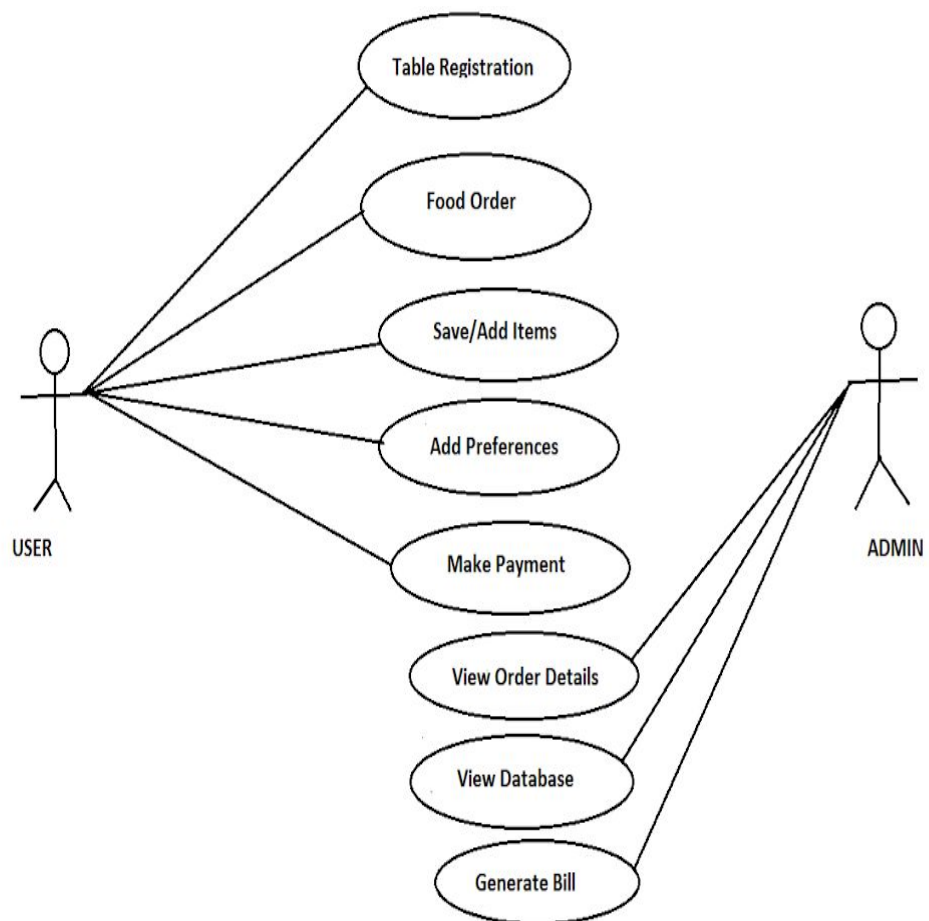 Table Registration
Food Order
Save/Add Items
Add Preferences
USER
ADMIN
Make Payment
View Order Details
View Database
Generate Bill